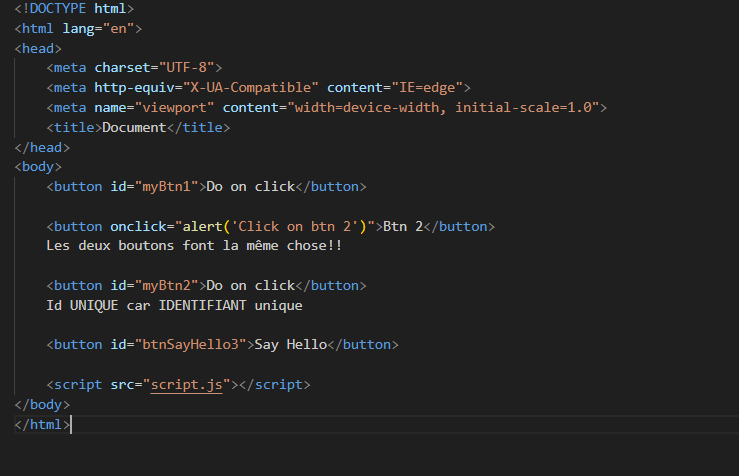 <!DOCTYPE html>
<html lang="en">
<head>
    <meta charset="UTF-8">
    <meta http-equiv="X-UA-Compatible" content="IE=edge">
    <meta name="viewport" content="width=device-width, initial-scale=1.0">
    <title>Document</title>
</head>
<body>
    <button id="myBtn1">Do on click</button>
    <button onclick="alert('Click on btn 2')">Btn 2</button>
    Les deux boutons font la même chose!!
    <button id="myBtn2">Do on click</button>
    Id UNIQUE car IDENTIFIANT unique
    <button id="btnSayHello3">Say Hello</button>
    <script src="script.js"></script>
</body>
</html>